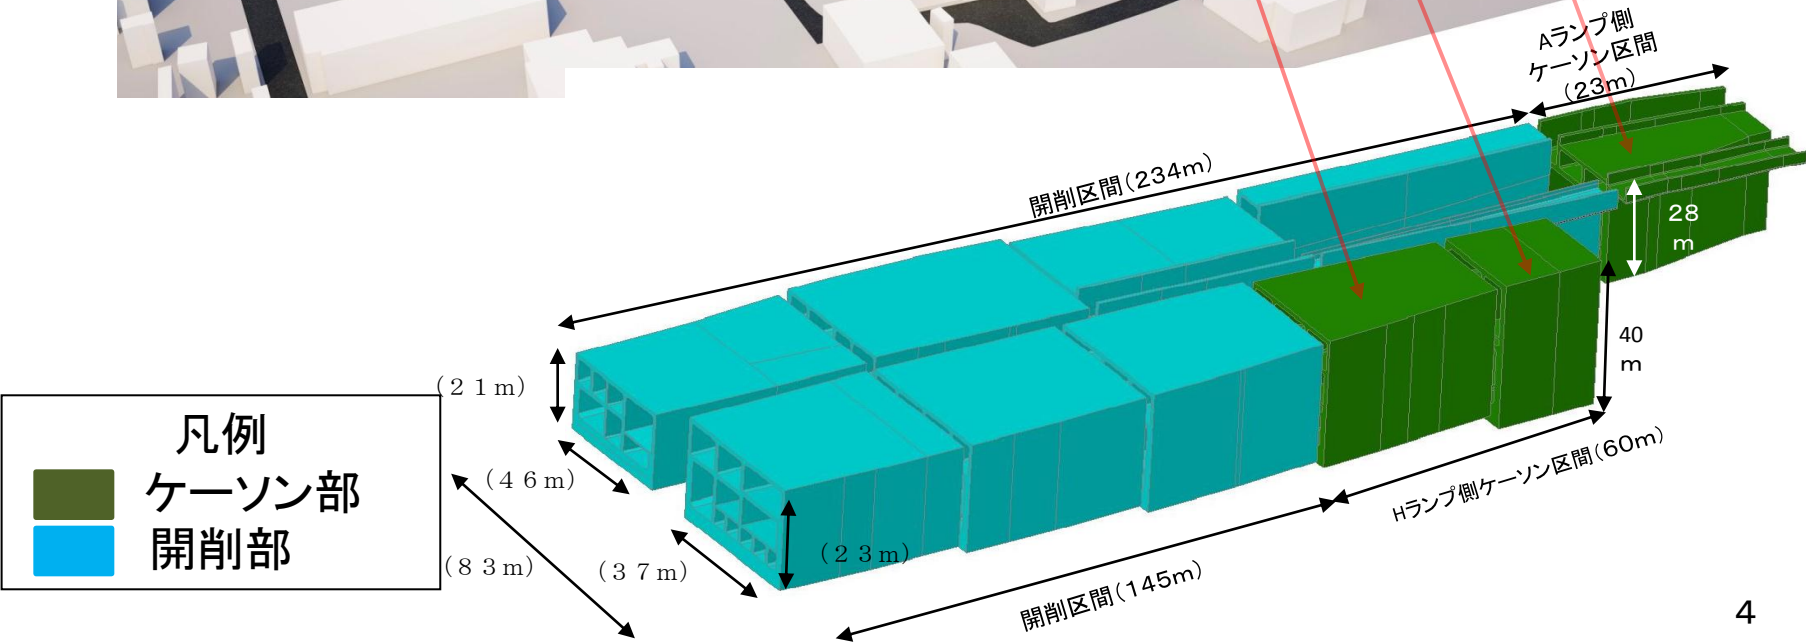 Aランプ側
ケーソン区間
(23m)
開削区間(234m)
28
m
40
m
(21m)
(46m)
(83m)
(37m)
(23m)
Hランプ側ケーソン区間(60m)
開削区間(145m)
凡例
ケーソン部
開削部
4